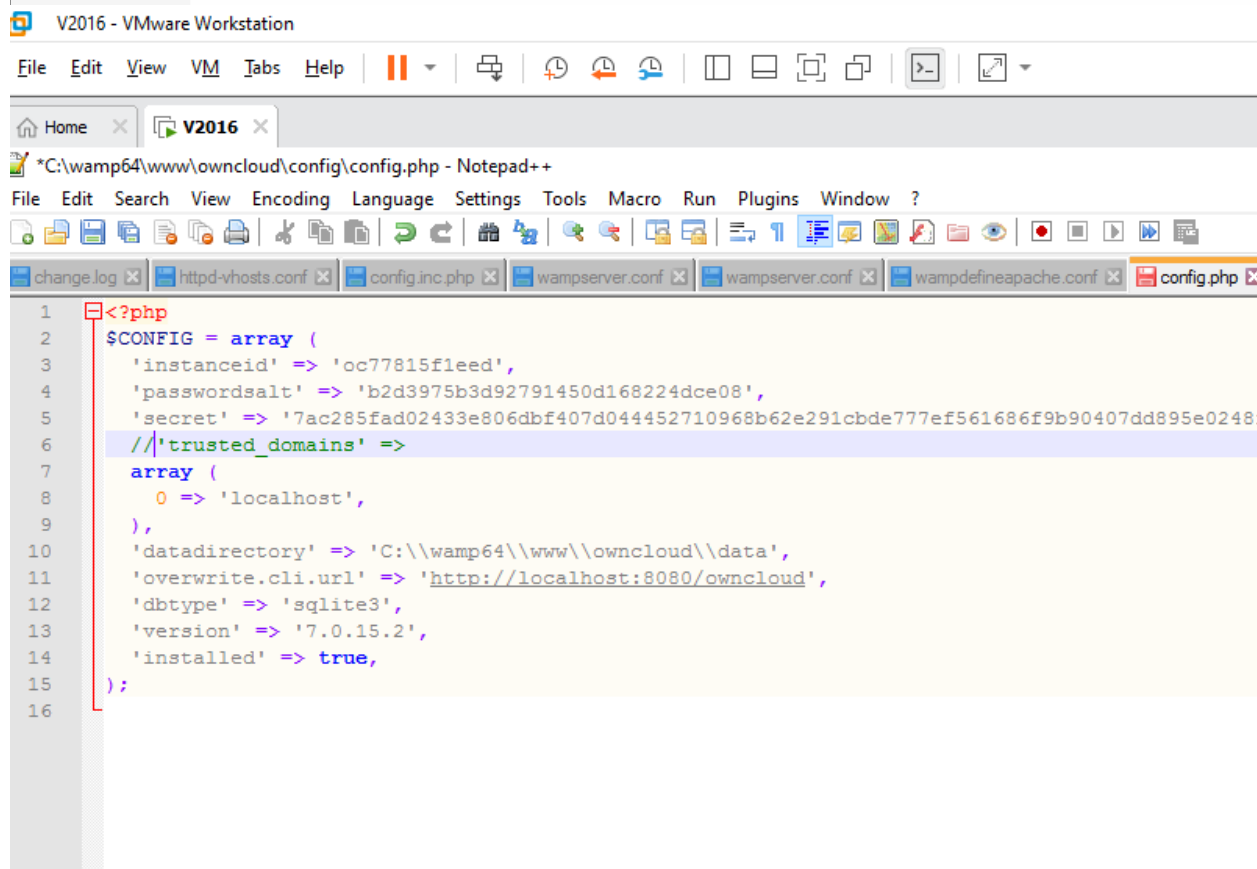 V2016 - VMware Workstation
File Edit View VM Tabs Help
Home V2016
*C:\wamp64\www\owncloud\config\config.php - Notepad++
File Edit Search View Encoding Language Settings Tools Macro Run Plugins Window ?
change.log httpd-vhosts.conf config.inc.php wampserver.conf wampserver.conf wampdefineapache.conf config.php
1 <?php
2 $CONFIG = array (
3 'instanceid' => 'oc77815f1eed',
4 'passwordsalt' => 'b2d3975b3d92791450d168224dce08',
5 'secret' => '7ac285fad02433e806dbf407d044452710968b62e291cbde777ef561686f9b90407dd895e0248
6 //'trusted_domains' =>
7 array (
8 0 => 'localhost',
9 ),
10 'datadirectory' => 'C:\\wamp64\\www\\owncloud\\data',
11 'overwrite.cli.url' => 'http://localhost:8080/owncloud',
12 'dbtype' => 'sqlite3',
13 'version' => '7.0.15.2',
14 'installed' => true,
15 );
16